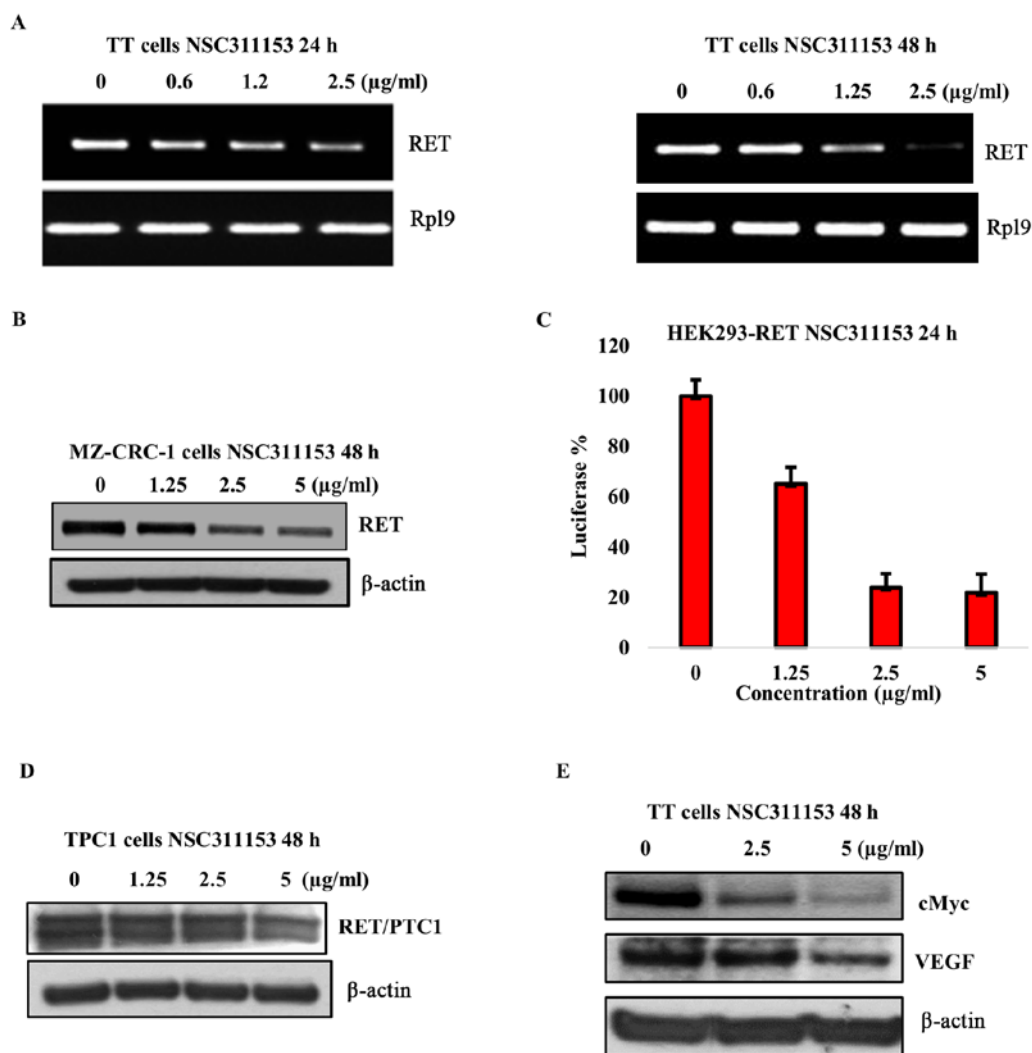 A
TT cells NSC311153 24 h
0 0.6 1.2 2.5 (µg/ml)
RET
Rpl9
TT cells NSC311153 48 h
0 0.6 1.25 2.5 (µg/ml)
RET
Rpl9
B
MZ-CRC-1 cells NSC311153 48 h
0 1.25 2.5 5 (µg/ml)
RET
β-actin
C
HEK293-RET NSC311153 24 h
Luciferase %
120
100
80
60
40
20
0
0 1.25 2.5 5
Concentration (µg/ml)
D
TPC1 cells NSC311153 48 h
0 1.25 2.5 5 (µg/ml)
RET/PTC1
β-actin
E
TT cells NSC311153 48 h
0 2.5 5 (µg/ml)
cMyc
VEGF
β-actin